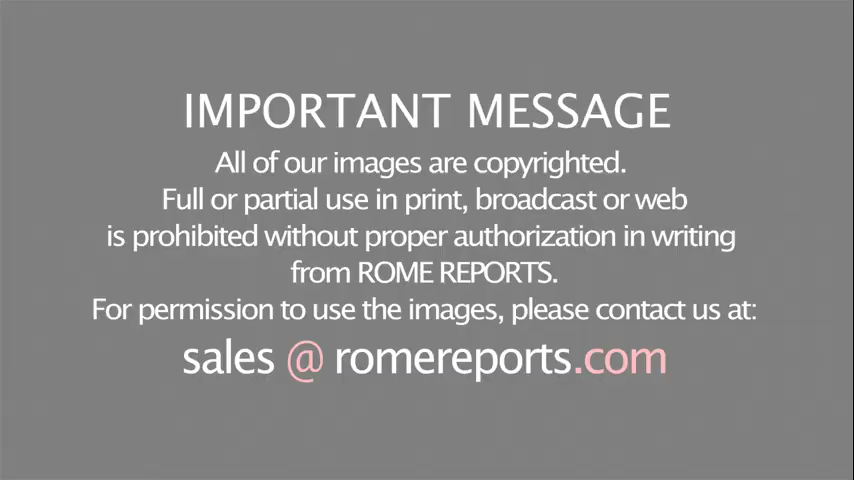 IMPORTANT MESSAGE
All of our images are copyrighted.
Full or partial use in print, broadcast or web
is prohibited without proper authorization in writing
from ROME REPORTS.
For permission to use the images, please contact us at:
sales @ romereports.com